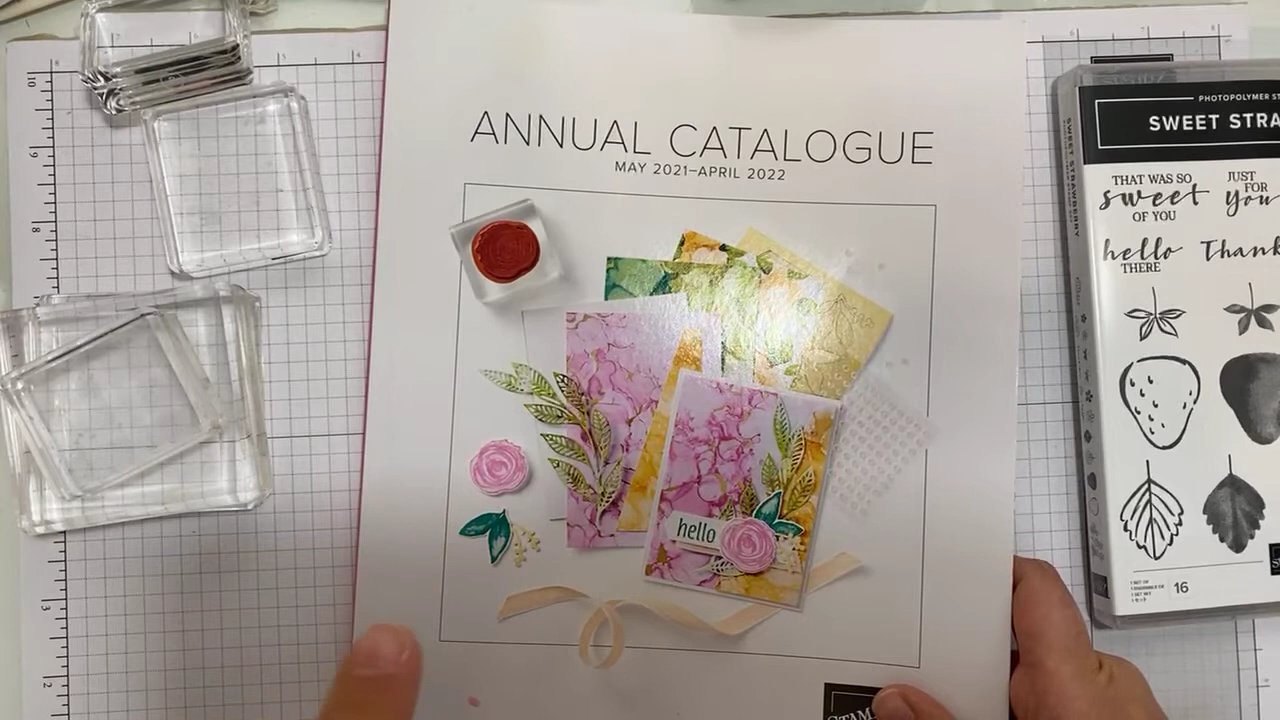 ANNUAL CATALOGUE
MAY 2021–APRIL 2022
hello
STAM
PHOTOPOLYMER ST
SWEET STRA
SWEET STRAWBERRY
THAT WAS SO
sweet
OF YOU
JUST
FOR
you
hello
THERE
Thank
16